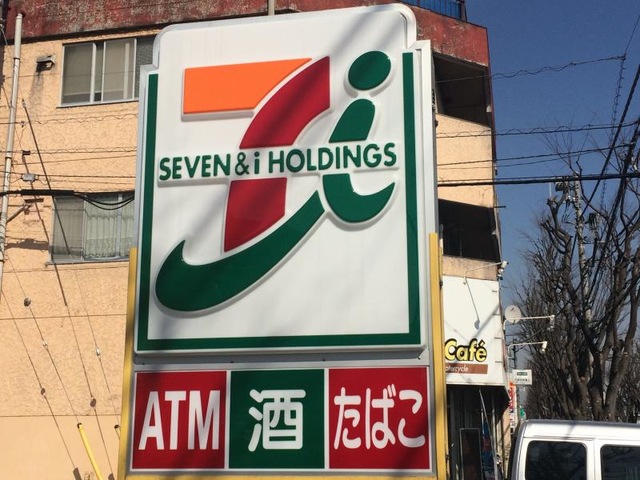 SEVEN & i HOLDINGS
ATM
酒
たばこ
Café